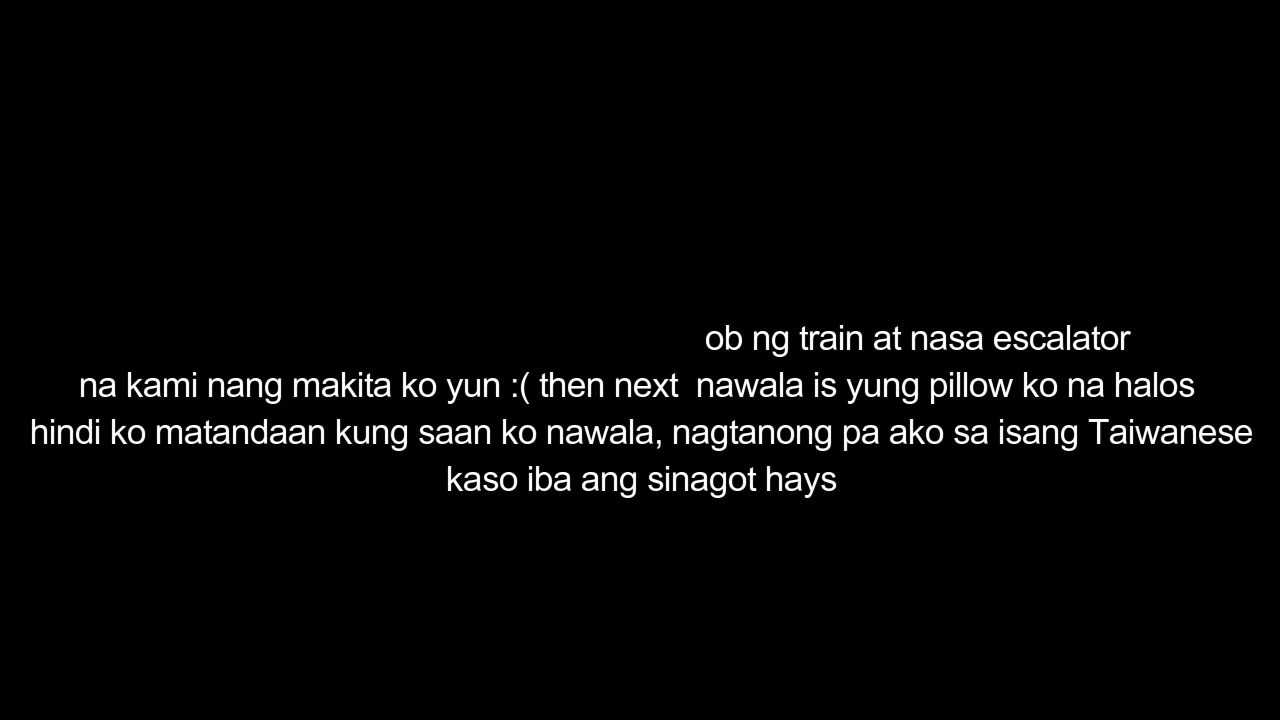 ob ng train at nasa escalator
na kami nang makita ko yun :( then next  nawala is yung pillow ko na halos
hindi ko matandaan kung saan ko nawala, nagtanong pa ako sa isang Taiwanese
kaso iba ang sinagot hays